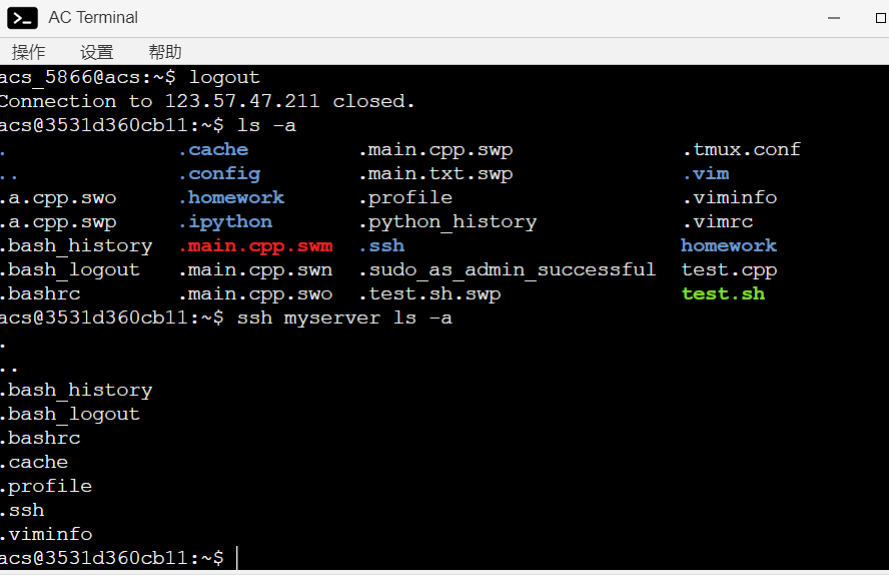 AC Terminal
操作 设置 帮助
acs_5866@acs:~$ logout
Connection to 123.57.47.211 closed.
acs@3531d360cb11:~$ ls -a
. .cache .main.cpp.swp .tmux.conf
.. .config .main.txt.swp .vim
.a.cpp.swo .homework .profile .viminfo
.a.cpp.swp .ipython .python_history .vimrc
.bash_history .main.cpp.swm .ssh homework
.bash_logout .main.cpp.swn .sudo_as_admin_successful test.cpp
.bashrc .main.cpp.swo .test.sh.swp test.sh
acs@3531d360cb11:~$ ssh myserver ls -a
.
..
.bash_history
.bash_logout
.bashrc
.cache
.profile
.ssh
.viminfo
acs@3531d360cb11:~$